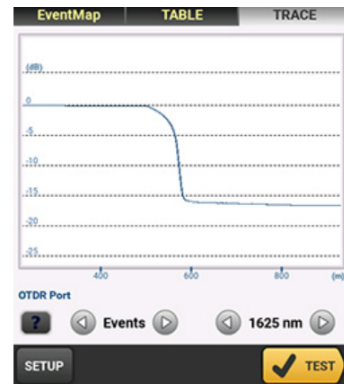 EventMap TABLE TRACE
(dB)
0
-5
-10
-15
-20
-25
400 600 800 (m)
OTDR Port
? Events 1625 nm
SETUP TEST